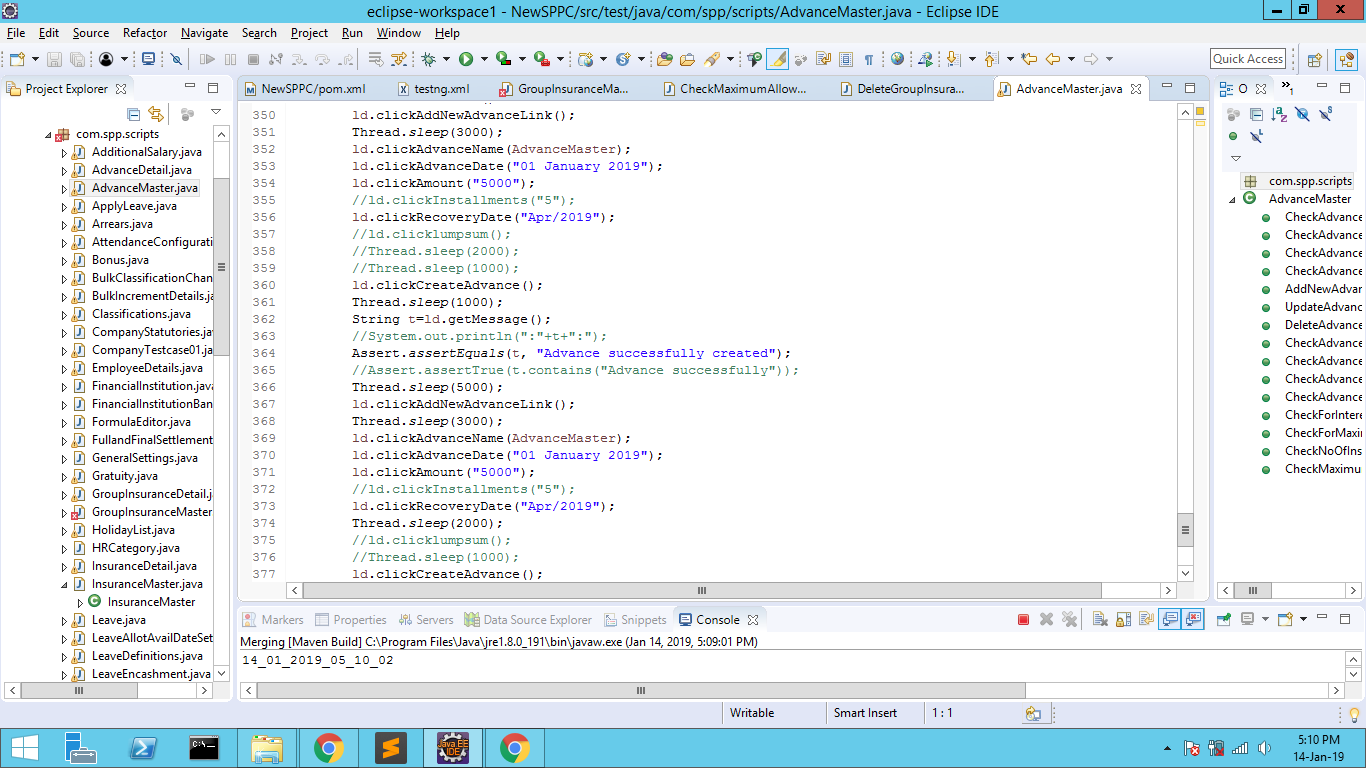 eclipse-workspace1 - NewSPPC/src/test/java/com/spp/scripts/AdvanceMaster.java - Eclipse IDE
File Edit Source Refactor Navigate Search Project Run Window Help
Quick Access
Project Explorer
com.spp.scripts
AdditionalSalary.java
AdvanceDetail.java
AdvanceMaster.java
ApplyLeave.java
Arrears.java
AttendanceConfigurati
Bonus.java
BulkClassificationChan
BulkIncrementDetails.ja
Classifications.java
CompanyStatutories.jav
CompanyTestcase01.ja
EmployeeDetails.java
FinancialInstitution.java
FinancialInstitutionBan
FormulaEditor.java
FullandFinalSettlement
GeneralSettings.java
Gratuity.java
GroupInsuranceDetail.j
GroupInsuranceMaster
HolidayList.java
HRCategory.java
InsuranceDetail.java
InsuranceMaster.java
InsuranceMaster
Leave.java
LeaveAllotAvailDateSet
LeaveDefinitions.java
LeaveEncashment.java
NewSPPC/pom.xml testng.xml GroupInsuranceMa... CheckMaximumAllow... DeleteGroupInsura... AdvanceMaster.java
350 ld.clickAddNewAdvanceLink();
351 Thread.sleep(3000);
352 ld.clickAdvanceName(AdvanceMaster);
353 ld.clickAdvanceDate("01 January 2019");
354 ld.clickAmount("5000");
355 //ld.clickInstallments("5");
356 ld.clickRecoveryDate("Apr/2019");
357 //ld.clicklumpsum();
358 //Thread.sleep(2000);
359 //Thread.sleep(1000);
360 ld.clickCreateAdvance();
361 Thread.sleep(1000);
362 String t=ld.getMessage();
363 //System.out.println(":"+t+":");
364 Assert.assertEquals(t, "Advance successfully created");
365 //Assert.assertTrue(t.contains("Advance successfully"));
366 Thread.sleep(5000);
367 ld.clickAddNewAdvanceLink();
368 Thread.sleep(3000);
369 ld.clickAdvanceName(AdvanceMaster);
370 ld.clickAdvanceDate("01 January 2019");
371 ld.clickAmount("5000");
372 //ld.clickInstallments("5");
373 ld.clickRecoveryDate("Apr/2019");
374 Thread.sleep(2000);
375 //ld.clicklumpsum();
376 //Thread.sleep(1000);
377 ld.clickCreateAdvance();
O
com.spp.scripts
AdvanceMaster
CheckAdvance
CheckAdvance
CheckAdvance
CheckAdvance
AddNewAdvar
UpdateAdvanc
DeleteAdvance
CheckAdvance
CheckAdvance
CheckAdvance
CheckAdvance
CheckForIntere
CheckForMaxi
CheckNoOfIns
CheckMaximu
Markers Properties Servers Data Source Explorer Snippets Console
Merging [Maven Build] C:\Program Files\Java\jre1.8.0_191\bin\javaw.exe (Jan 14, 2019, 5:09:01 PM)
14_01_2019_05_10_02
Writable Smart Insert 1 : 1
Java EE
IDE
5:10 PM
14-Jan-19